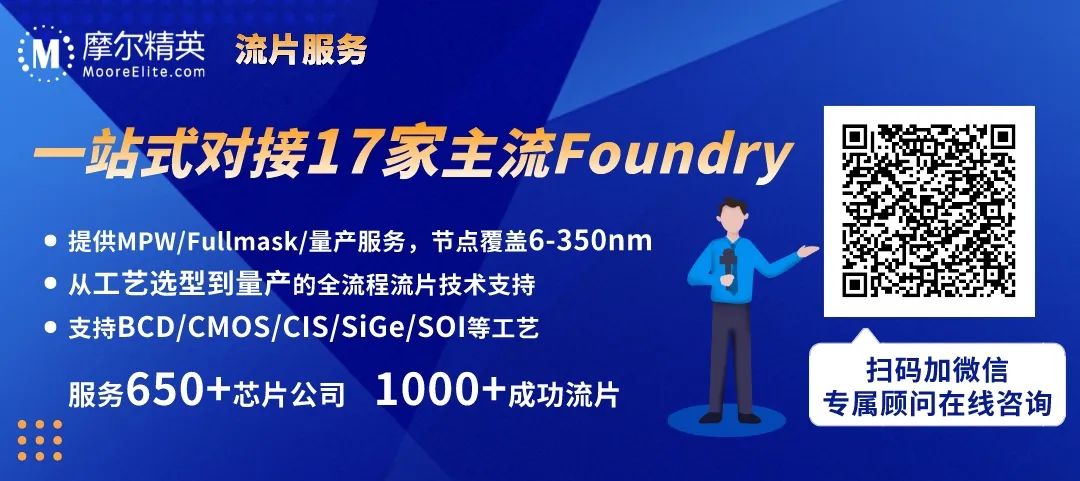 M 摩尔精英 流片服务
MooreElite.com
一站式对接17家主流Foundry
提供MPW/Fullmask/量产服务，节点覆盖6-350nm
从工艺选型到量产的全流程流片技术支持
支持BCD/CMOS/CIS/SiGe/SOI等工艺
服务650+芯片公司 1000+成功流片
扫码加微信
专属顾问在线咨询